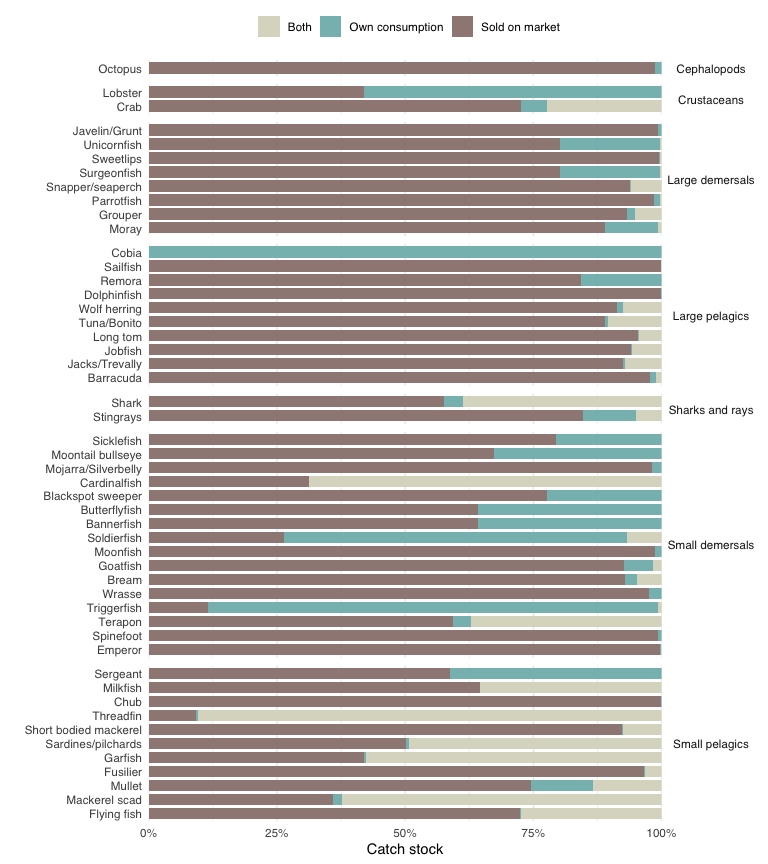 Both Own consumption Sold on market
Octopus
Cephalopods
Lobster
Crab
Crustaceans
Javelin/Grunt
Unicornfish
Sweetlips
Surgeonfish
Snapper/seaperch
Parrotfish
Grouper
Moray
Large demersals
Cobia
Sailfish
Remora
Dolphinfish
Wolf herring
Tuna/Bonito
Long tom
Jobfish
Jacks/Trevally
Barracuda
Large pelagics
Shark
Stingrays
Sharks and rays
Sicklefish
Moontail bullseye
Mojarra/Silverbelly
Cardinalfish
Blackspot sweeper
Butterflyfish
Bannerfish
Soldierfish
Moonfish
Goatfish
Bream
Wrasse
Triggerfish
Terapon
Spinefoot
Emperor
Small demersals
Sergeant
Milkfish
Chub
Threadfin
Short bodied mackerel
Sardines/pilchards
Garfish
Fusilier
Mullet
Mackerel scad
Flying fish
Small pelagics
0% 25% 50% 75% 100%
Catch stock